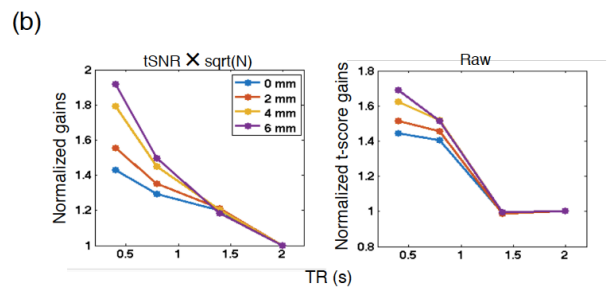 (b)
tSNR × sqrt(N)
Normalized gains
2
1.8
1.6
1.4
1.2
1
0 mm
2 mm
4 mm
6 mm
0.5 1 1.5 2
Raw
Normalized t-score gains
1.8
1.6
1.4
1.2
1
0.8
0.5 1 1.5 2
TR (s)